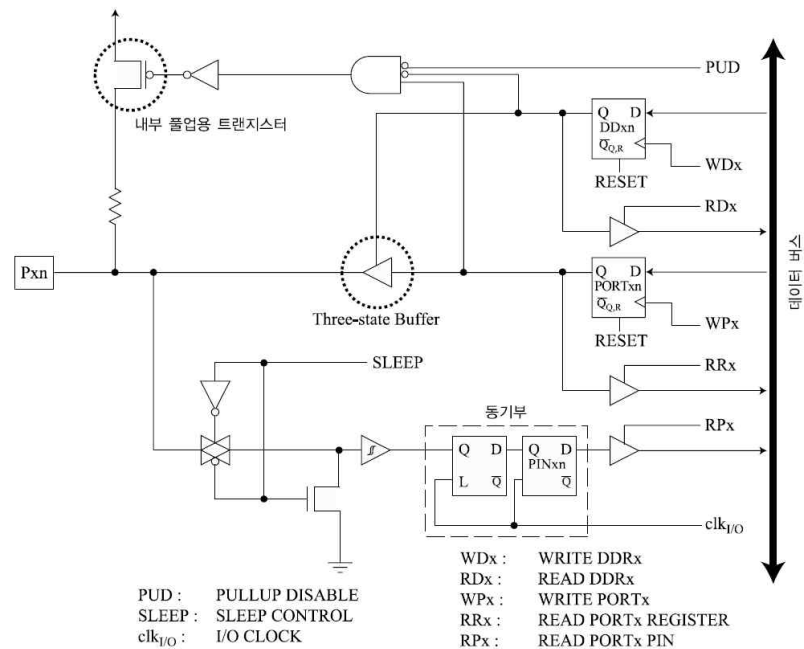 PUD
내부 풀업용 트랜지스터
Q D
DDxn
Q̅Q,R
WDx
RESET
RDx
데이터 버스
Pxn
Q D
PORTxn
Q̅Q,R
Three-state Buffer
WPx
RESET
SLEEP
RRx
동기부
RPx
Q D
L Q̅
Q D
PINxn
Q̅
clkI/O
WDx : WRITE DDRx
RDx : READ DDRx
PUD : PULLUP DISABLE
WPx : WRITE PORTx
SLEEP : SLEEP CONTROL
RRx : READ PORTx REGISTER
clkI/O : I/O CLOCK
RPx : READ PORTx PIN